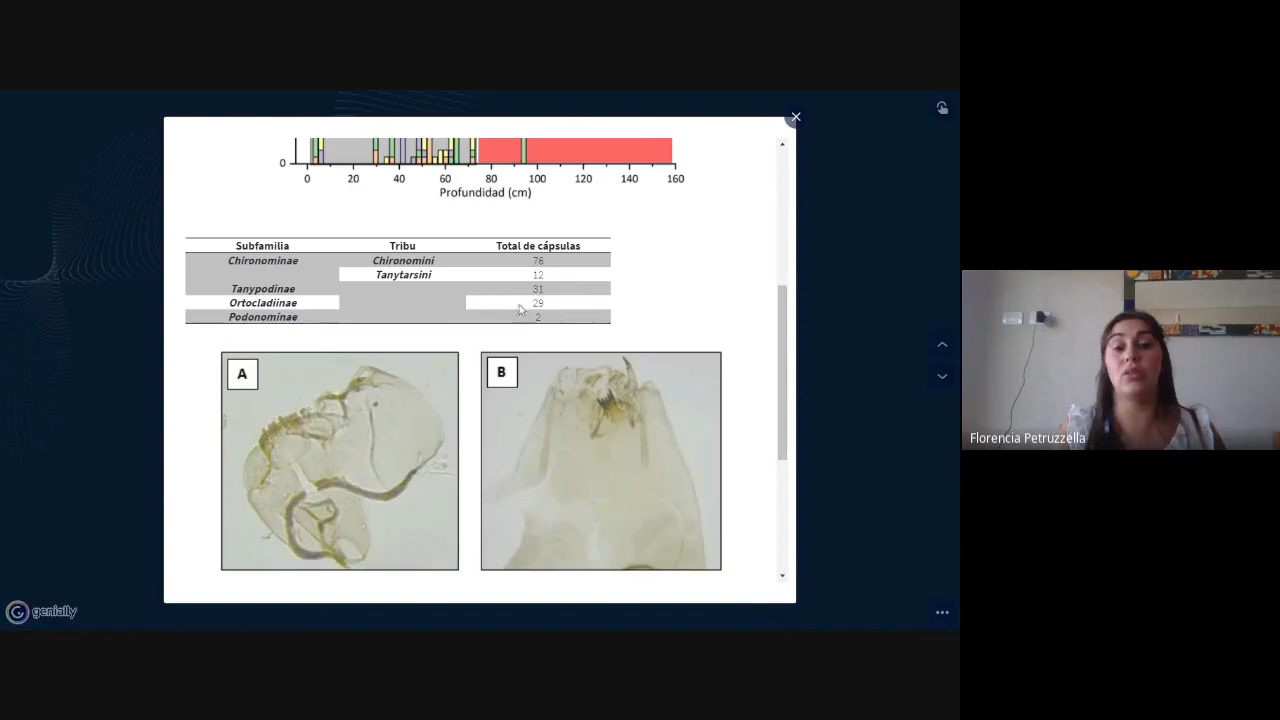 0
0 20 40 60 80 100 120 140 160
Profundidad (cm)
Subfamilia Tribu Total de cápsulas
Chironominae Chironomini 76
Tanytarsini 12
Tanypodinae 31
Ortocladiinae 29
Podonominae 2
A B
Florencia Petruzzella
genially